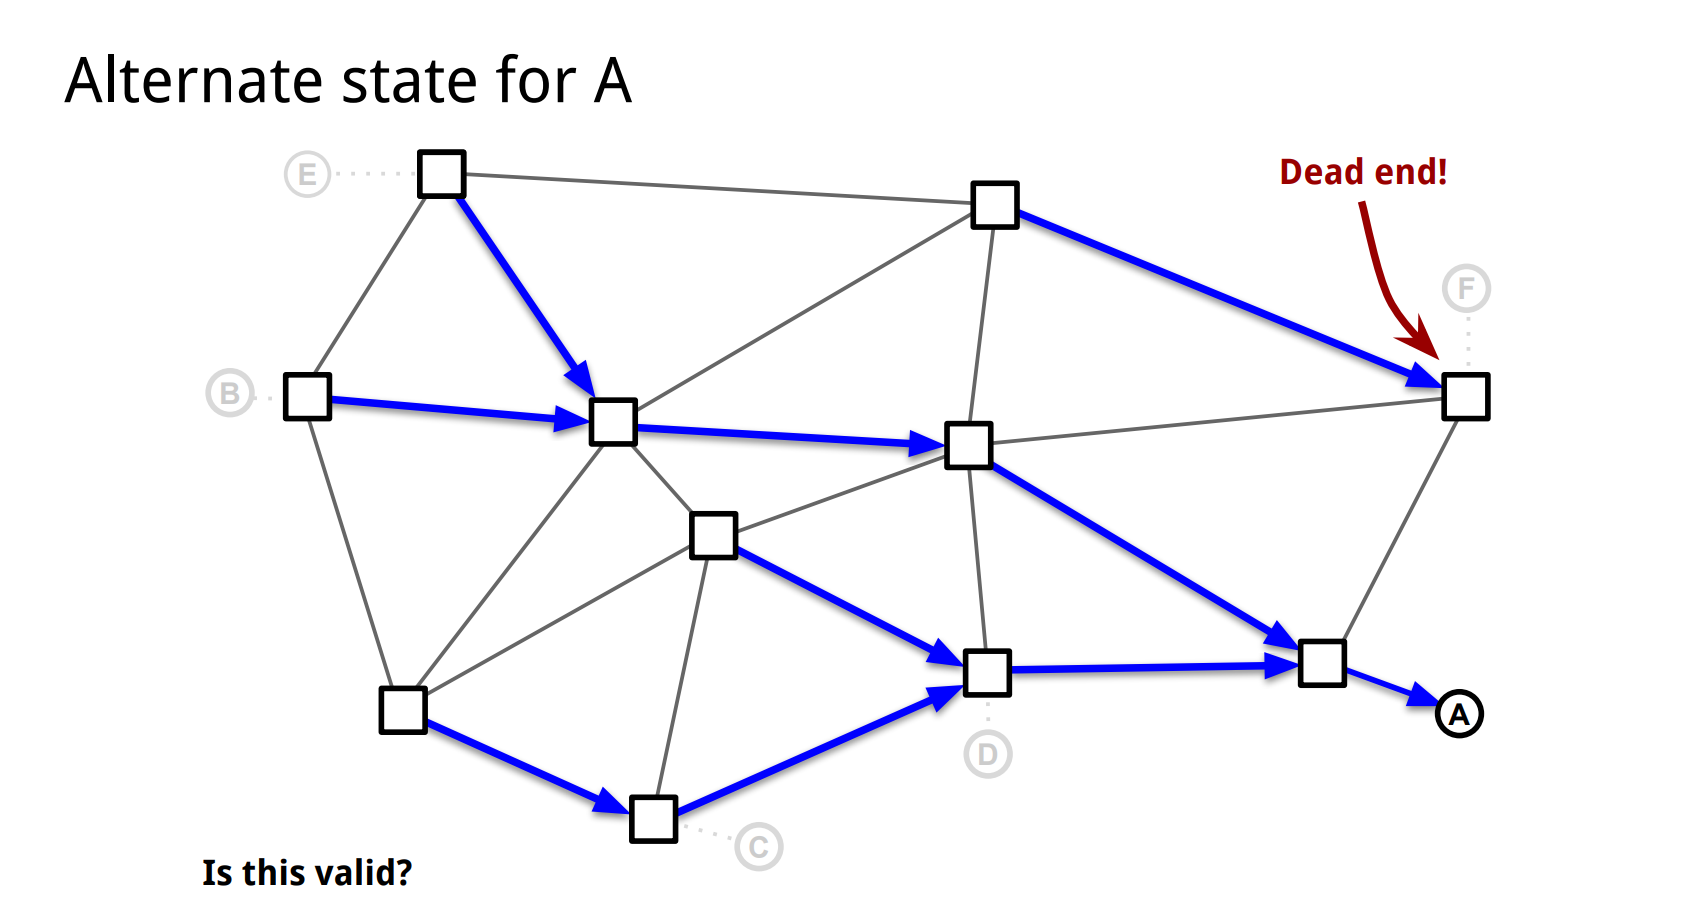 Alternate state for A
E
Dead end!
F
B
A
D
C
Is this valid?